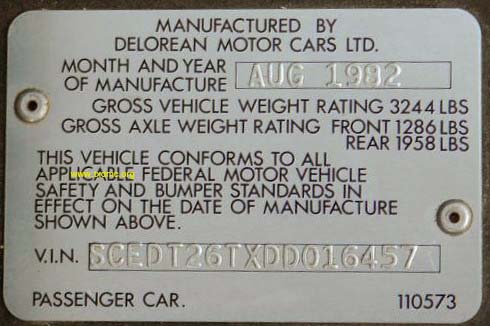 MANUFACTURED BY
DELOREAN MOTOR CARS LTD.
MONTH AND YEAR
OF MANUFACTURE AUG 1982
GROSS VEHICLE WEIGHT RATING 3244 LBS
GROSS AXLE WEIGHT RATING FRONT 1286 LBS
REAR 1958 LBS
THIS VEHICLE CONFORMS TO ALL
FEDERAL MOTOR VEHICLE
SAFETY AND BUMPER STANDARDS IN
EFFECT ON THE DATE OF MANUFACTURE
SHOWN ABOVE.
V.I.N. SCEDT26TXDD016457
PASSENGER CAR. 110573